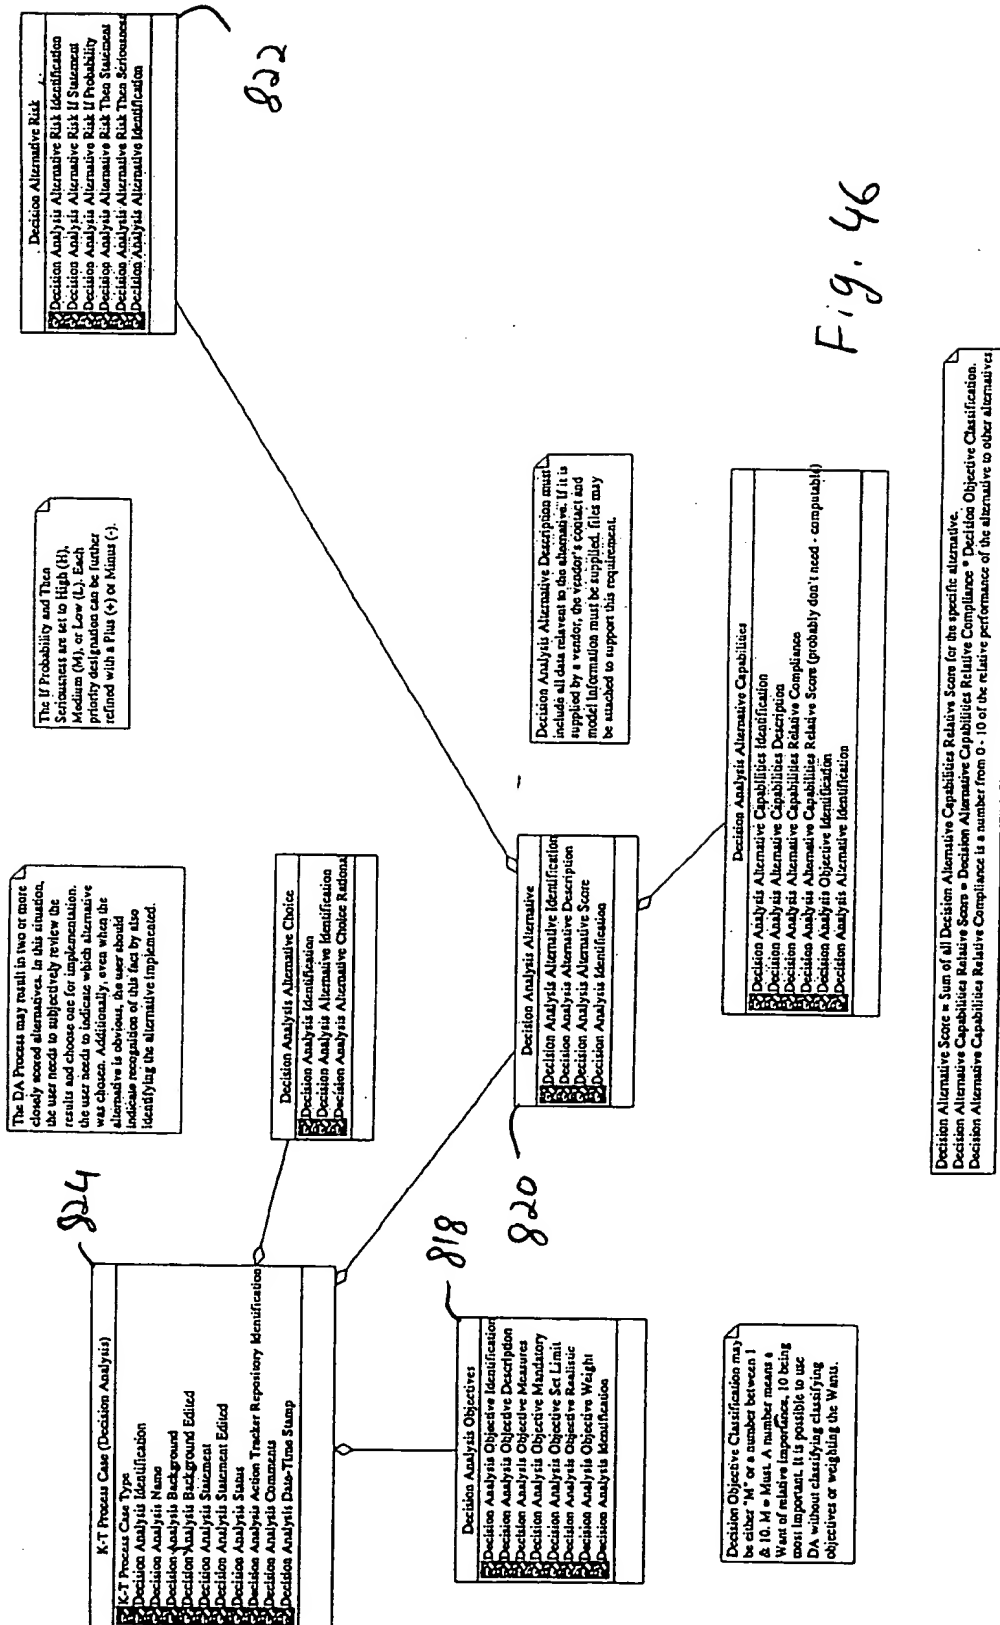 K-T Process Case (Decision Analysis)
K-T Process Case Type
Decision Analysis Identification
Decision Analysis Name
Decision Analysis Background
Decision Analysis Background Edited
Decision Analysis Statement
Decision Analysis Statement Edited
Decision Analysis Status
Decision Analysis Action Tracker Repository Identification
Decision Analysis Comments
Decision Analysis Date-Time Stamp
824
The DA Process may result in two or more
closely scored alternatives. In this situation,
the user needs to subjectively review the
results and choose one for implementation.
the user needs to indicate which alternative
was chosen. Additionally, even when the
alternative is obvious, the user should
indicate recognition of this fact by also
identifying the alternative implemented.
The If Probability and Then
Seriousness are set to High (H),
Medium (M), or Low (L). Each
priority designation can be further
refined with a Plus (+) or Minus (-).
Decision Alternative Risk
Decision Analysis Alternative Risk Identification
Decision Analysis Alternative Risk If Statement
Decision Analysis Alternative Risk If Probability
Decision Analysis Alternative Risk Then Statement
Decision Analysis Alternative Risk Then Seriousness
Decision Analysis Alternative Identification
822
Decision Analysis Alternative Choice
Decision Analysis Identification
Decision Analysis Alternative Identification
Decision Analysis Alternative Choice Rationa
Decision Analysis Objectives
Decision Analysis Objective Identification
Decision Analysis Objective Description
Decision Analysis Objective Measures
Decision Analysis Objective Mandatory
Decision Analysis Objective Set Limit
Decision Analysis Objective Realistic
Decision Analysis Objective Weight
Decision Analysis Identification
818
Decision Analysis Alternative
Decision Analysis Alternative Identification
Decision Analysis Alternative Description
Decision Analysis Alternative Score
Decision Analysis Identification
820
Decision Analysis Alternative Description must
include all data relavent to the alternative. If it is
supplied by a vendor, the vendor's contact and
model information must be supplied. files may
be attached to support this requirement.
Decision Objective Classification may
be either "M" or a number between 1
& 10. M = Must. A number means a
Want of relative importance, 10 being
most important. It is possible to use
DA without classifying classifying
objectives or weighting the Wants.
Decision Analysis Alternative Capabilities
Decision Analysis Alternative Capabilities Identification
Decision Analysis Alternative Capabilities Description
Decision Analysis Alternative Capabilities Relative Compliance
Decision Analysis Alternative Capabilities Relative Score (probably don't need - computable)
Decision Analysis Objective Identification
Decision Analysis Alternative Identification
Fig. 46
Decision Alternative Score = Sum of all Decision Alternative Capabilities Relative Score for the specific alternative.
Decision Alternative Capabilities Relative Score = Decision Alternative Capabilities Relative Compliance * Decision Objective Classification.
Decision Alternative Capabilities Relative Compliance is a number from 0 - 10 of the relative performance of the alternative to other alternatives